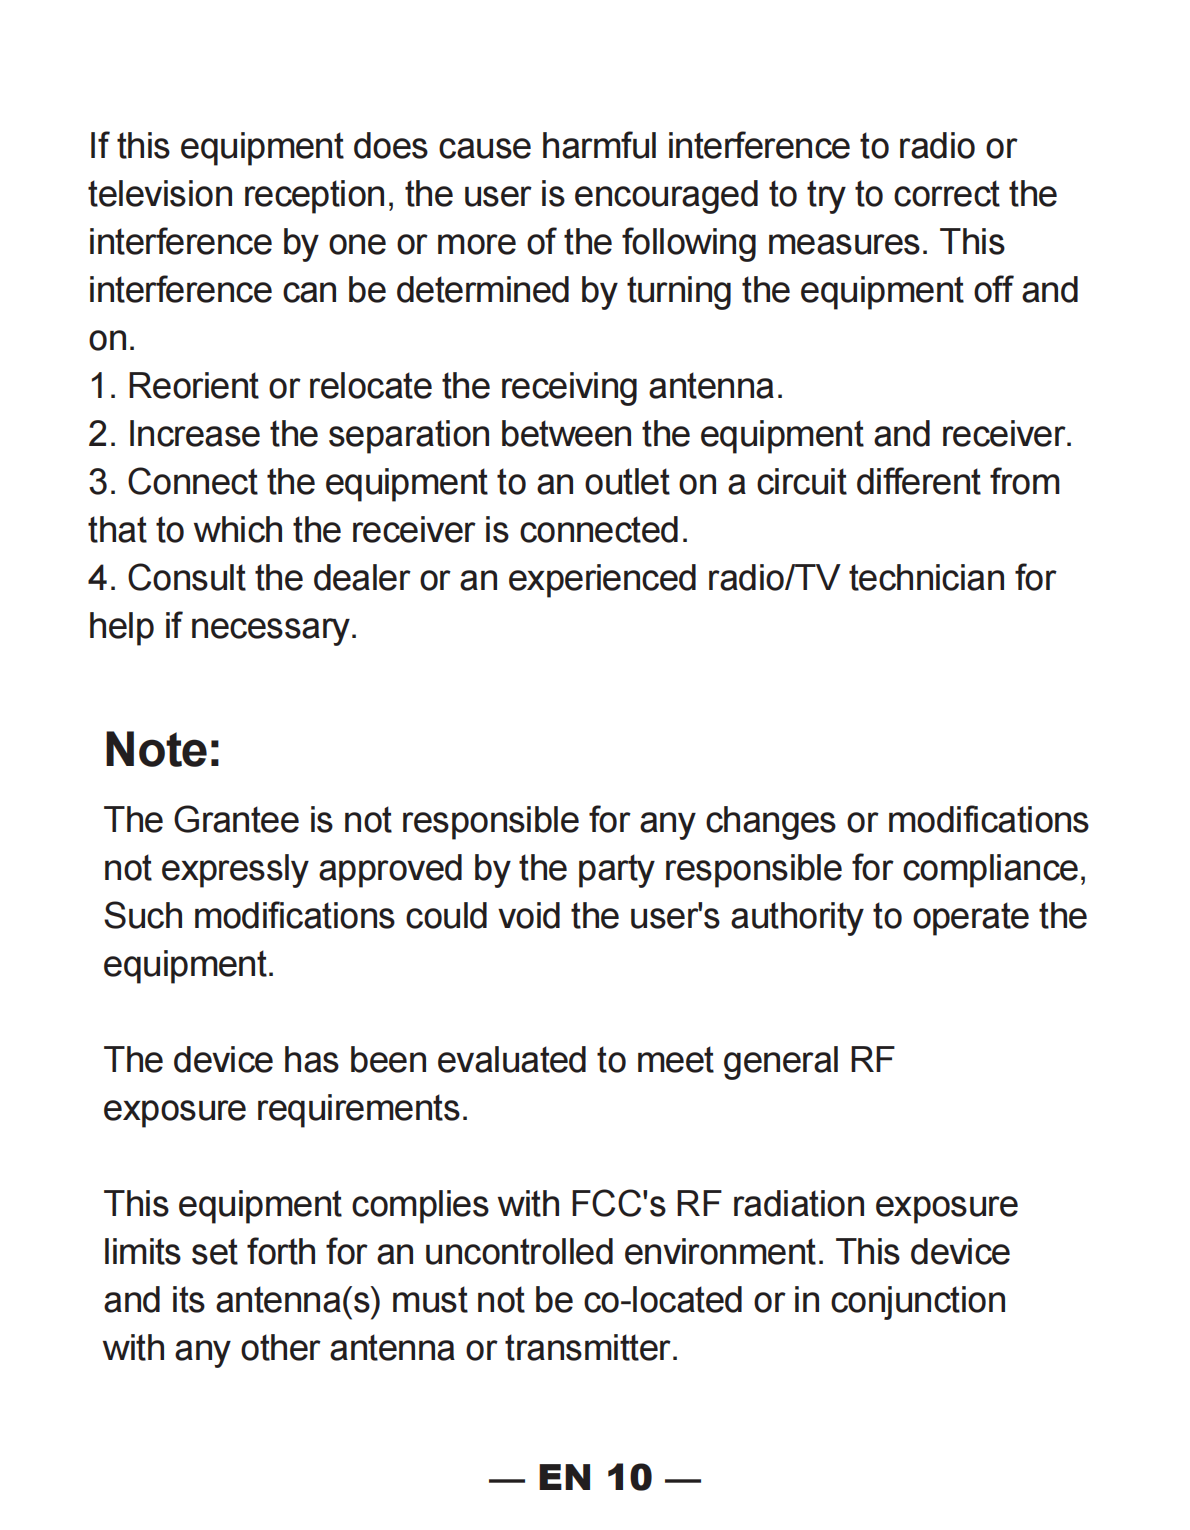 If this equipment does cause harmful interference to radio or
television reception, the user is encouraged to try to correct the
interference by one or more of the following measures. This
interference can be determined by turning the equipment off and
on.
1. Reorient or relocate the receiving antenna.
2. Increase the separation between the equipment and receiver.
3. Connect the equipment to an outlet on a circuit different from
that to which the receiver is connected.
4. Consult the dealer or an experienced radio/TV technician for
help if necessary.
Note:
The Grantee is not responsible for any changes or modifications
not expressly approved by the party responsible for compliance,
Such modifications could void the user's authority to operate the
equipment.
The device has been evaluated to meet general RF
exposure requirements.
This equipment complies with FCC's RF radiation exposure
limits set forth for an uncontrolled environment. This device
and its antenna(s) must not be co-located or in conjunction
with any other antenna or transmitter.
— EN 10 —